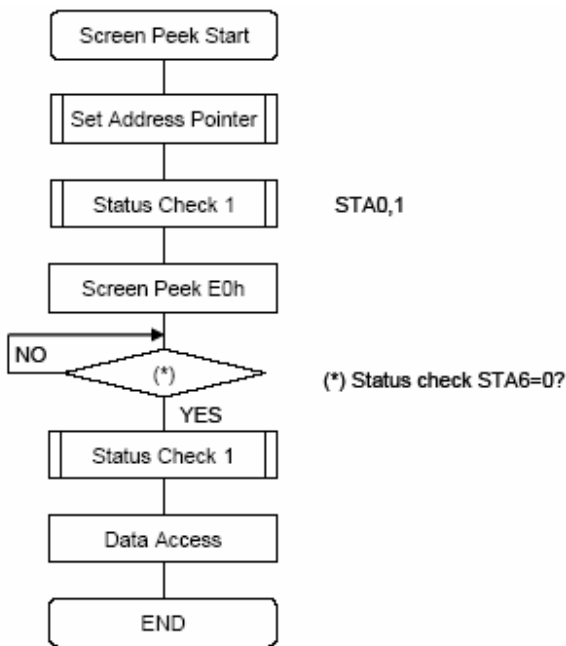 Screen Peek Start
Set Address Pointer
Status Check 1
STA0,1
Screen Peek E0h
NO
(*)
(*) Status check STA6=0?
YES
Status Check 1
Data Access
END